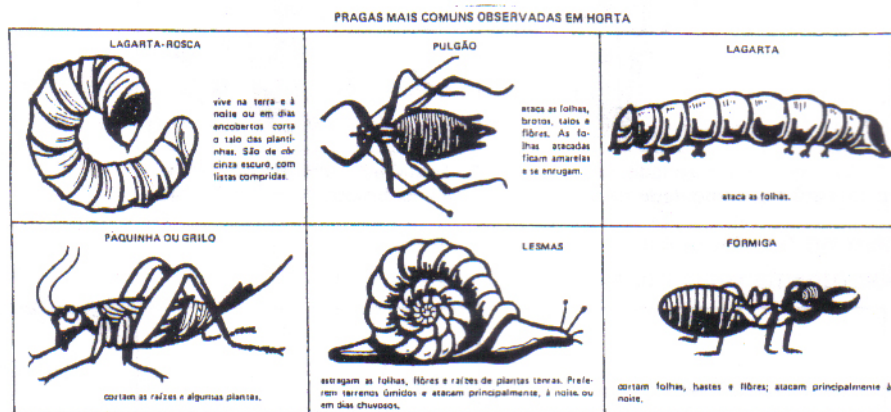 PRAGAS MAIS COMUNS OBSERVADAS EM HORTA
LAGARTA-ROSCA
vive na terra e à
noite ou em dias
encobertos corta
o talo das planti-
nhas. São de côr
cinza escuro, com
listas compridas.
PULGÃO
ataca as folhas,
brotos, talos e
flôres. As fo-
lhas atacadas
ficam amarelas
e se enrugam.
LAGARTA
ataca as folhas.
PAQUINHA OU GRILO
cortam as raízes e algumas plantas.
LESMAS
estragam as folhas, flôres e raízes de plantas tenras. Prefe-
rem terrenos úmidos e atacam principalmente, à noite ou
em dias chuvosos.
FORMIGA
cortam folhas, hastes e flôres; atacam principalmente à
noite.